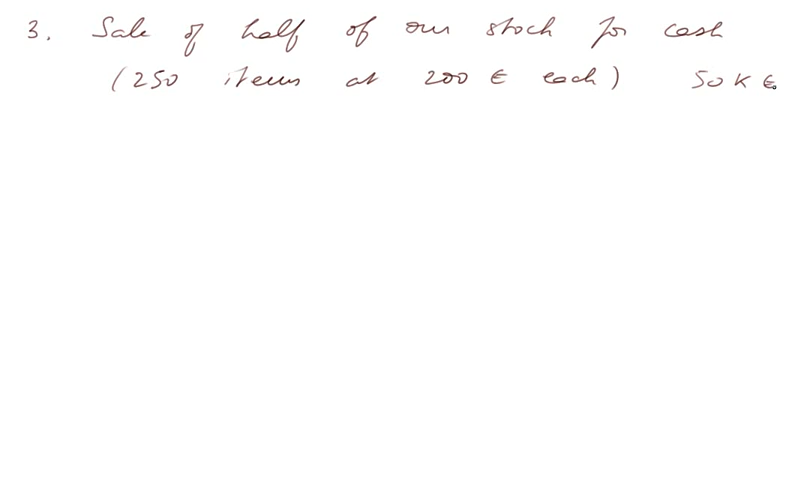 3. Sale of half of our stock for cash
(250 items at 200 € each) 50 K €